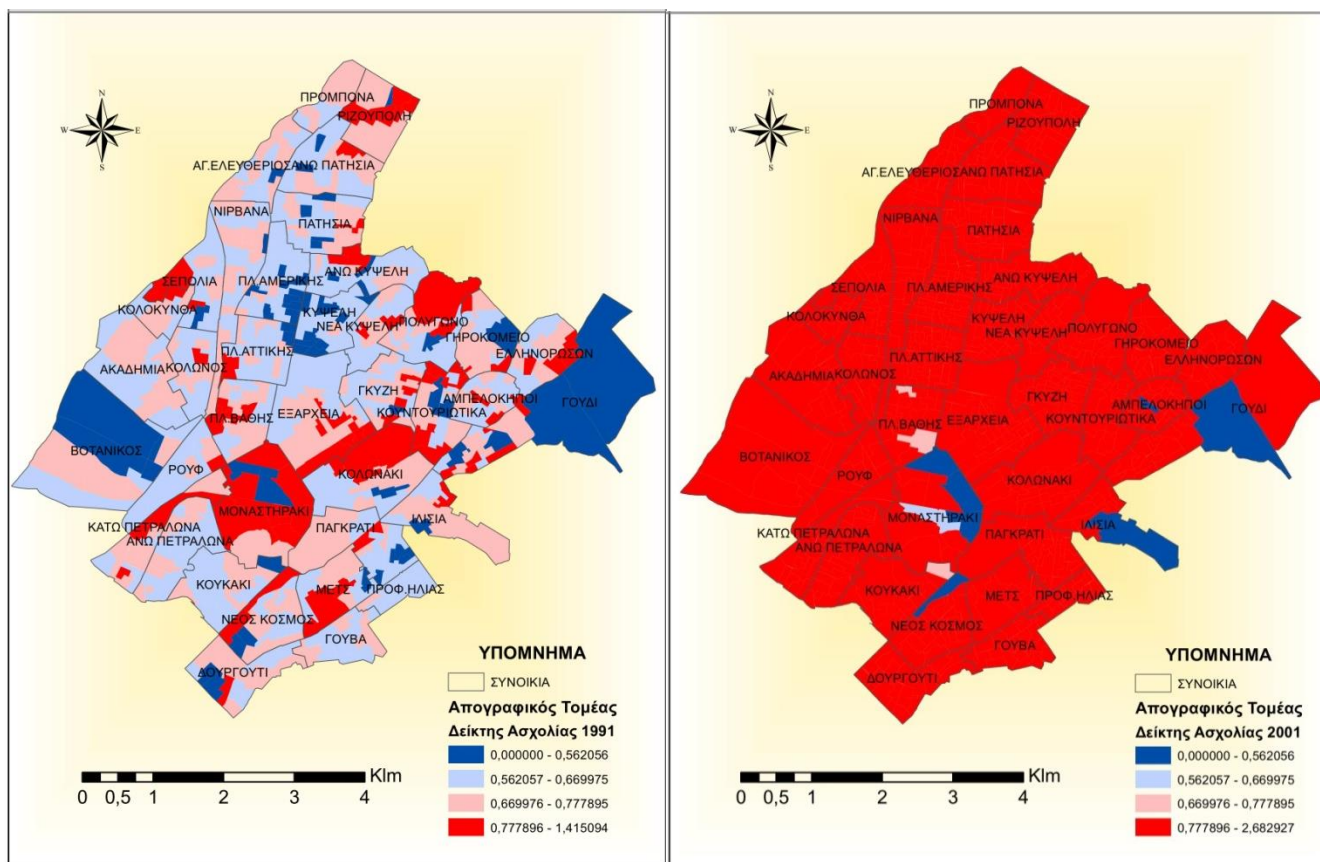 N
W
E
S
ΠΡΟΜΠΟΝΑ
ΡΙΖΟΥΠΟΛΗ
ΑΓ.ΕΛΕΥΘΕΡΙΟΣ
ΑΝΩ ΠΑΤΗΣΙΑ
ΝΙΡΒΑΝΑ
ΠΑΤΗΣΙΑ
ΣΕΠΟΛΙΑ
ΠΛ.ΑΜΕΡΙΚΗΣ
ΑΝΩ ΚΥΨΕΛΗ
ΚΟΛΟΚΥΝΘΑ
ΚΥΨΕΛΗ
ΝΕΑ ΚΥΨΕΛΗ
ΠΟΛΥΓΩΝΟ
ΓΗΡΟΚΟΜΕΙΟ
ΕΛΛΗΝΟΡΩΣΩΝ
ΠΛ.ΑΤΤΙΚΗΣ
ΑΚΑΔΗΜΙΑ
ΚΟΛΩΝΟΣ
ΓΚΥΖΗ
ΑΜΠΕΛΟΚΗΠΟΙ
ΓΟΥΔΙ
ΠΛ.ΒΑΘΗΣ
ΕΞΑΡΧΕΙΑ
ΚΟΥΝΤΟΥΡΙΩΤΙΚΑ
ΒΟΤΑΝΙΚΟΣ
ΡΟΥΦ
ΚΟΛΩΝΑΚΙ
ΜΟΝΑΣΤΗΡΑΚΙ
ΚΑΤΩ ΠΕΤΡΑΛΩΝΑ
ΠΑΓΚΡΑΤΙ
ΙΛΙΣΙΑ
ΑΝΩ ΠΕΤΡΑΛΩΝΑ
ΚΟΥΚΑΚΙ
ΜΕΤΣ
ΠΡΟΦ.ΗΛΙΑΣ
ΝΕΟΣ ΚΟΣΜΟΣ
ΓΟΥΒΑ
ΔΟΥΡΓΟΥΤΙ
ΥΠΟΜΝΗΜΑ
ΣΥΝΟΙΚΙΑ
Απογραφικός Τομέας
Δείκτης Ασχολίας 1991
0,000000 - 0,562056
0,562057 - 0,669975
0,669976 - 0,777895
0,777896 - 1,415094
Klm
0 0,5 1 2 3 4
N
W
E
S
ΠΡΟΜΠΟΝΑ
ΡΙΖΟΥΠΟΛΗ
ΑΓ.ΕΛΕΥΘΕΡΙΟΣ
ΑΝΩ ΠΑΤΗΣΙΑ
ΝΙΡΒΑΝΑ
ΠΑΤΗΣΙΑ
ΣΕΠΟΛΙΑ
ΠΛ.ΑΜΕΡΙΚΗΣ
ΑΝΩ ΚΥΨΕΛΗ
ΚΟΛΟΚΥΝΘΑ
ΚΥΨΕΛΗ
ΝΕΑ ΚΥΨΕΛΗ
ΠΟΛΥΓΩΝΟ
ΓΗΡΟΚΟΜΕΙΟ
ΕΛΛΗΝΟΡΩΣΩΝ
ΠΛ.ΑΤΤΙΚΗΣ
ΑΚΑΔΗΜΙΑ
ΚΟΛΩΝΟΣ
ΓΚΥΖΗ
ΑΜΠΕΛΟΚΗΠΟΙ
ΓΟΥΔΙ
ΠΛ.ΒΑΘΗΣ
ΕΞΑΡΧΕΙΑ
ΚΟΥΝΤΟΥΡΙΩΤΙΚΑ
ΒΟΤΑΝΙΚΟΣ
ΡΟΥΦ
ΚΟΛΩΝΑΚΙ
ΜΟΝΑΣΤΗΡΑΚΙ
ΚΑΤΩ ΠΕΤΡΑΛΩΝΑ
ΠΑΓΚΡΑΤΙ
ΙΛΙΣΙΑ
ΑΝΩ ΠΕΤΡΑΛΩΝΑ
ΚΟΥΚΑΚΙ
ΜΕΤΣ
ΠΡΟΦ.ΗΛΙΑΣ
ΝΕΟΣ ΚΟΣΜΟΣ
ΓΟΥΒΑ
ΔΟΥΡΓΟΥΤΙ
ΥΠΟΜΝΗΜΑ
ΣΥΝΟΙΚΙΑ
Απογραφικός Τομέας
Δείκτης Ασχολίας 2001
0,000000 - 0,562056
0,562057 - 0,669975
0,669976 - 0,777895
0,777896 - 2,682927
Klm
0 0,5 1 2 3 4